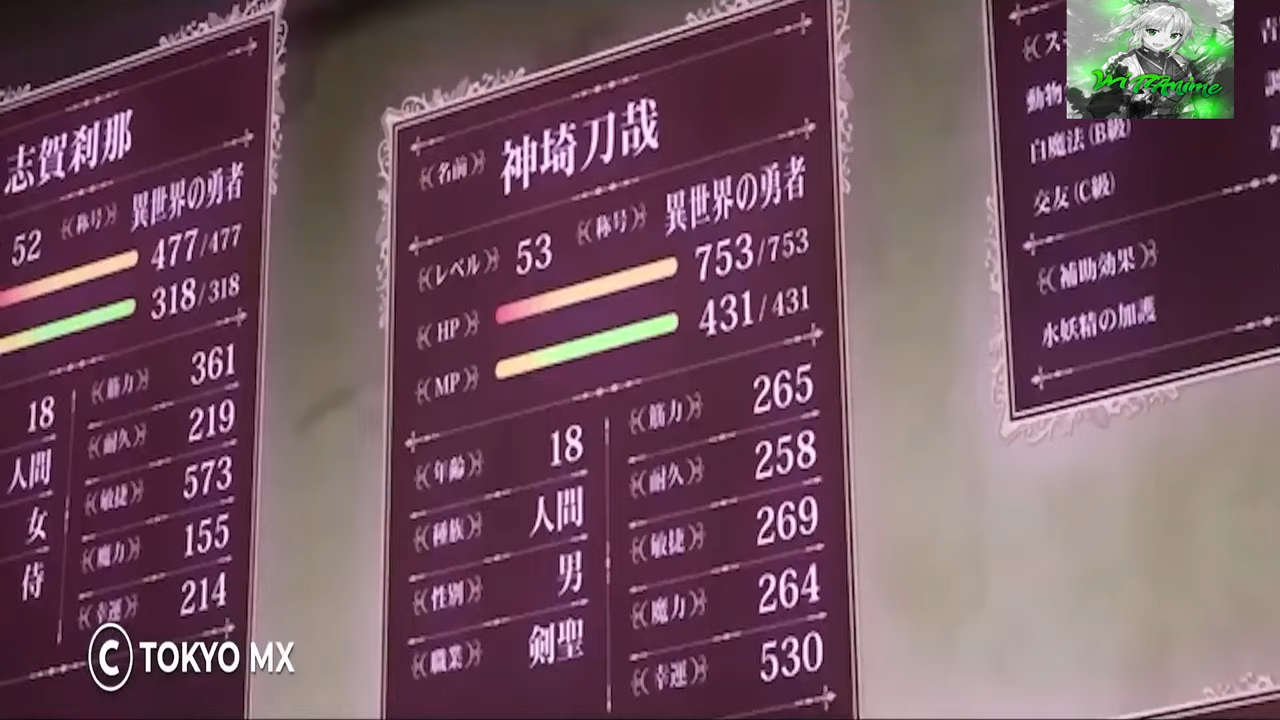 志賀刹那
52 《称号》 異世界の勇者
477/477
318/318
18
人間
女
侍
《筋力》 361
《耐久》 219
《敏捷》 573
《魔力》 155
《幸運》 214
《名前》 神埼刀哉
《レベル》 53 《称号》 異世界の勇者
《HP》 753/753
《MP》 431/431
《年齢》 18
《種族》 人間
《性別》 男
《職業》 剣聖
《筋力》 265
《耐久》 258
《敏捷》 269
《魔力》 264
《幸運》 530
動物
白魔法(B級)
交友(C級)
《補助効果》
氷妖精の加護
© TOKYO MX